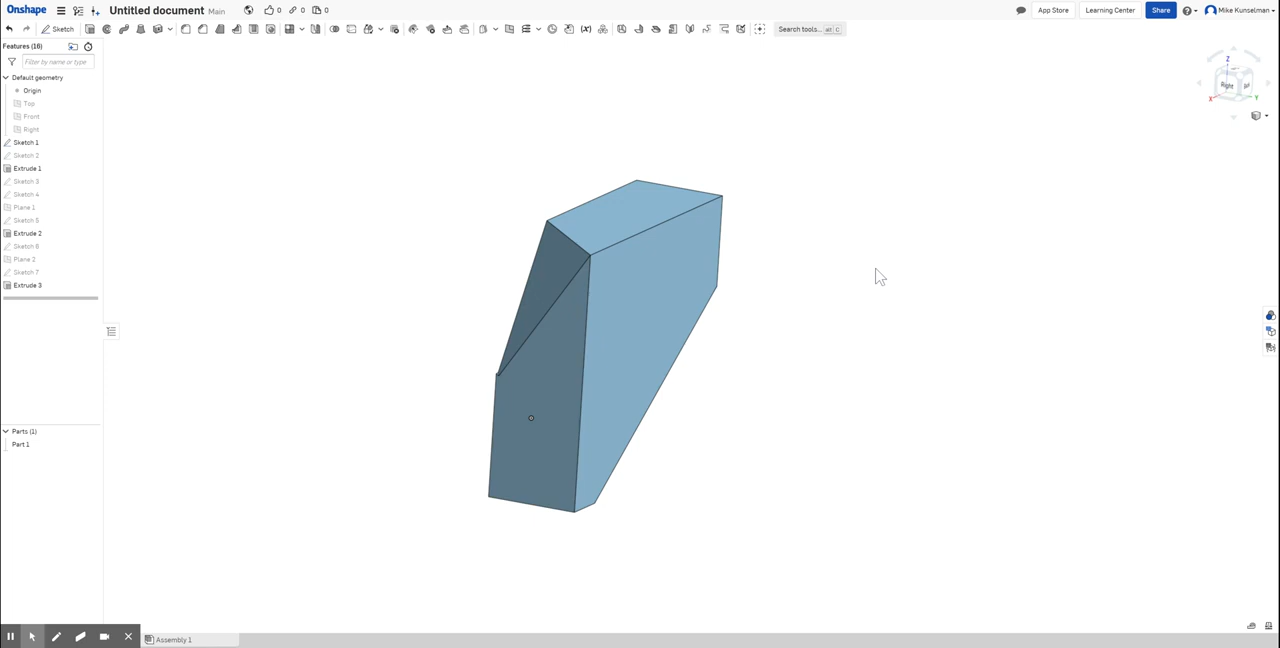 Onshape Untitled document Main 0 0 0 App Store Learning Center Share Mike Kunselman
Sketch Search tools... alt C
Features (16)
Filter by name or type
Default geometry
Origin
Top
Front
Right
Sketch 1
Sketch 2
Extrude 1
Sketch 3
Sketch 4
Plane 1
Sketch 5
Extrude 2
Sketch 6
Plane 2
Sketch 7
Extrude 3
Z
Right
X
Y
Parts (1)
Part 1
Assembly 1